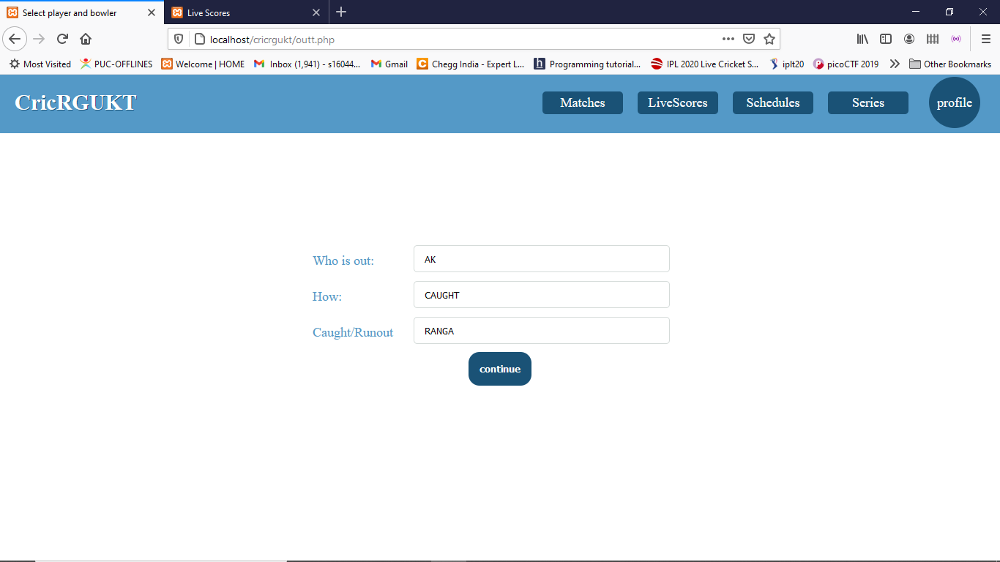 Select player and bowler
Live Scores
localhost/cricrgukt/outt.php
Most Visited PUC-OFFLINES Welcome | HOME Inbox (1,941) - s16044... Gmail Chegg India - Expert L... Programming tutorial... IPL 2020 Live Cricket S... iplt20 picoCTF 2019 Other Bookmarks
CricRGUKT Matches LiveScores Schedules Series profile
Who is out: AK
How: CAUGHT
Caught/Runout RANGA
continue